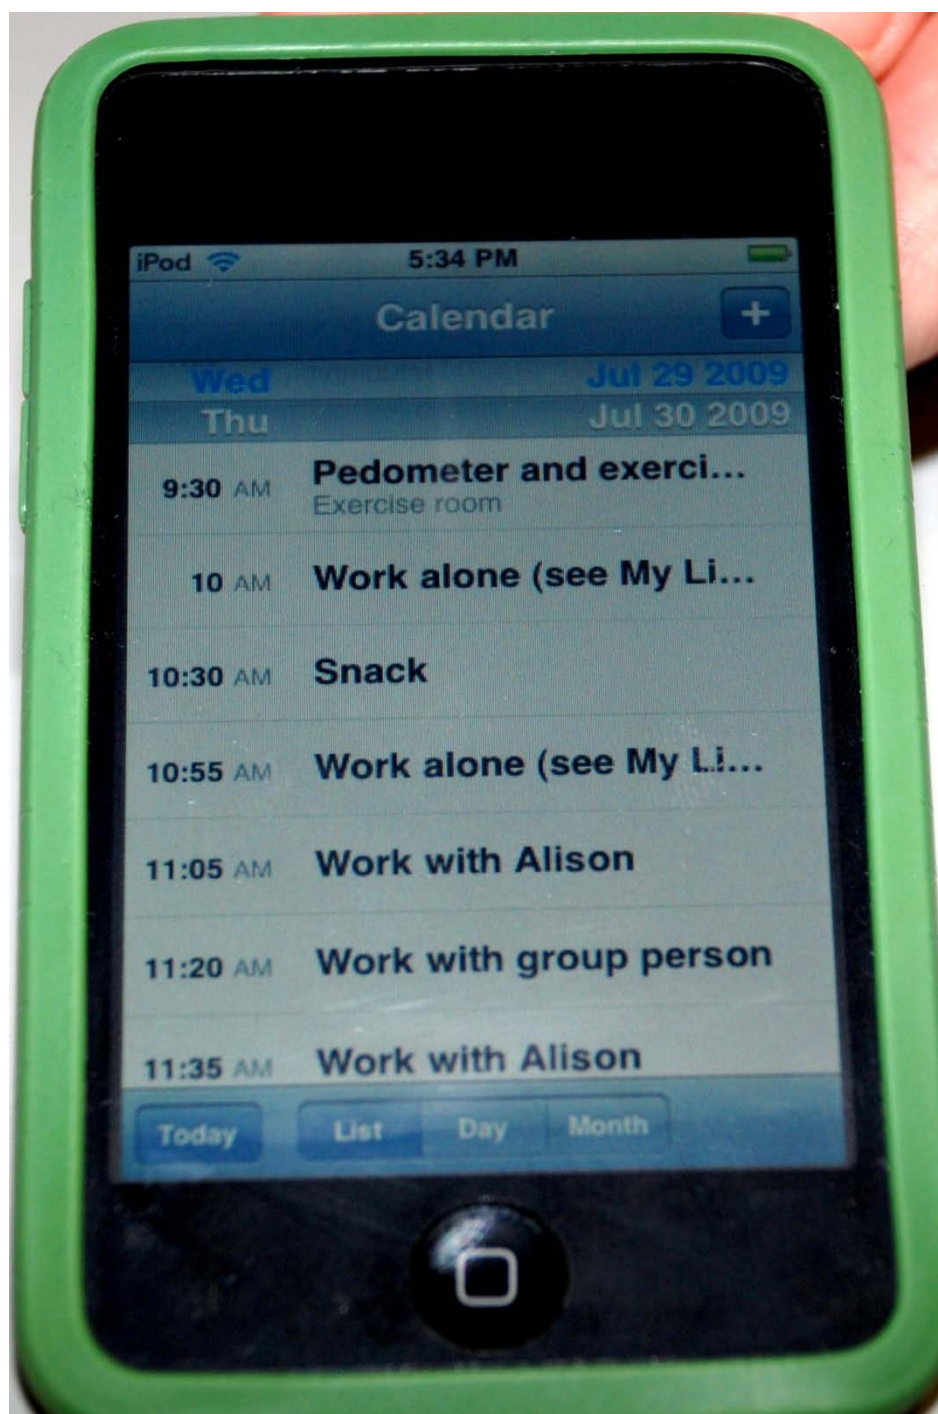 iPod 5:34 PM
Calendar +
Wed Jul 29 2009
Thu Jul 30 2009
9:30 AM Pedometer and exerci...
Exercise room
10 AM Work alone (see My Li...
10:30 AM Snack
10:55 AM Work alone (see My Li...
11:05 AM Work with Alison
11:20 AM Work with group person
11:35 AM Work with Alison
Today List Day Month